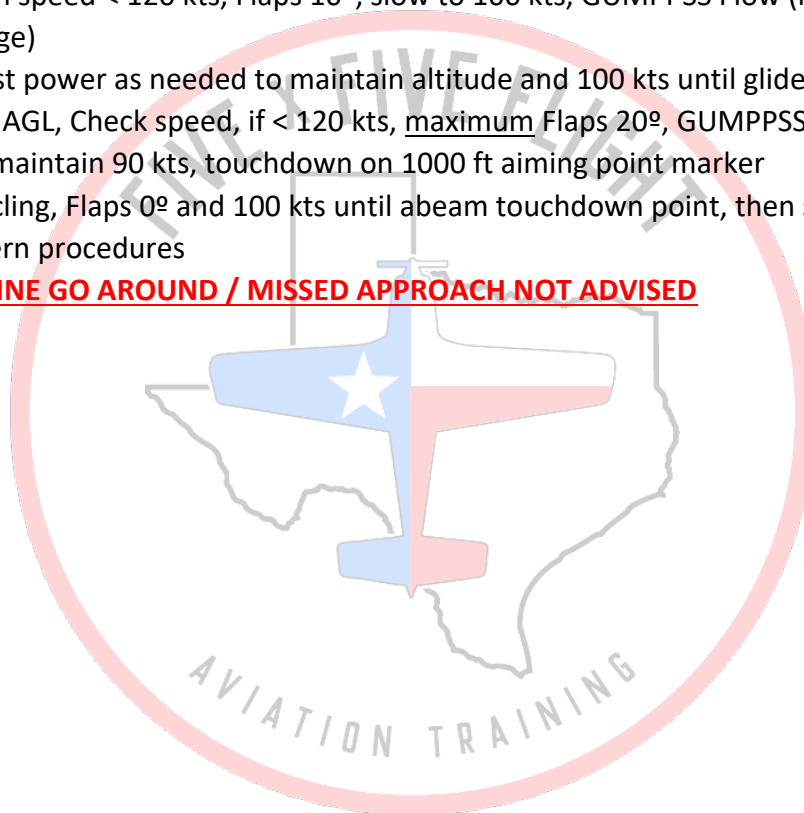 speed < 120 kts, Flaps 10º, slow to 100 kts, GUMPPSS Flow
ge)
st power as needed to maintain altitude and 100 kts until glide
AGL, Check speed, if < 120 kts, maximum Flaps 20º, GUMPPSS
maintain 90 kts, touchdown on 1000 ft aiming point marker
cling, Flaps 0º and 100 kts until abeam touchdown point, then s
ern procedures
INE GO AROUND / MISSED APPROACH NOT ADVISED
FIVE X FIVE FLIGHT
AVIATION TRAINING